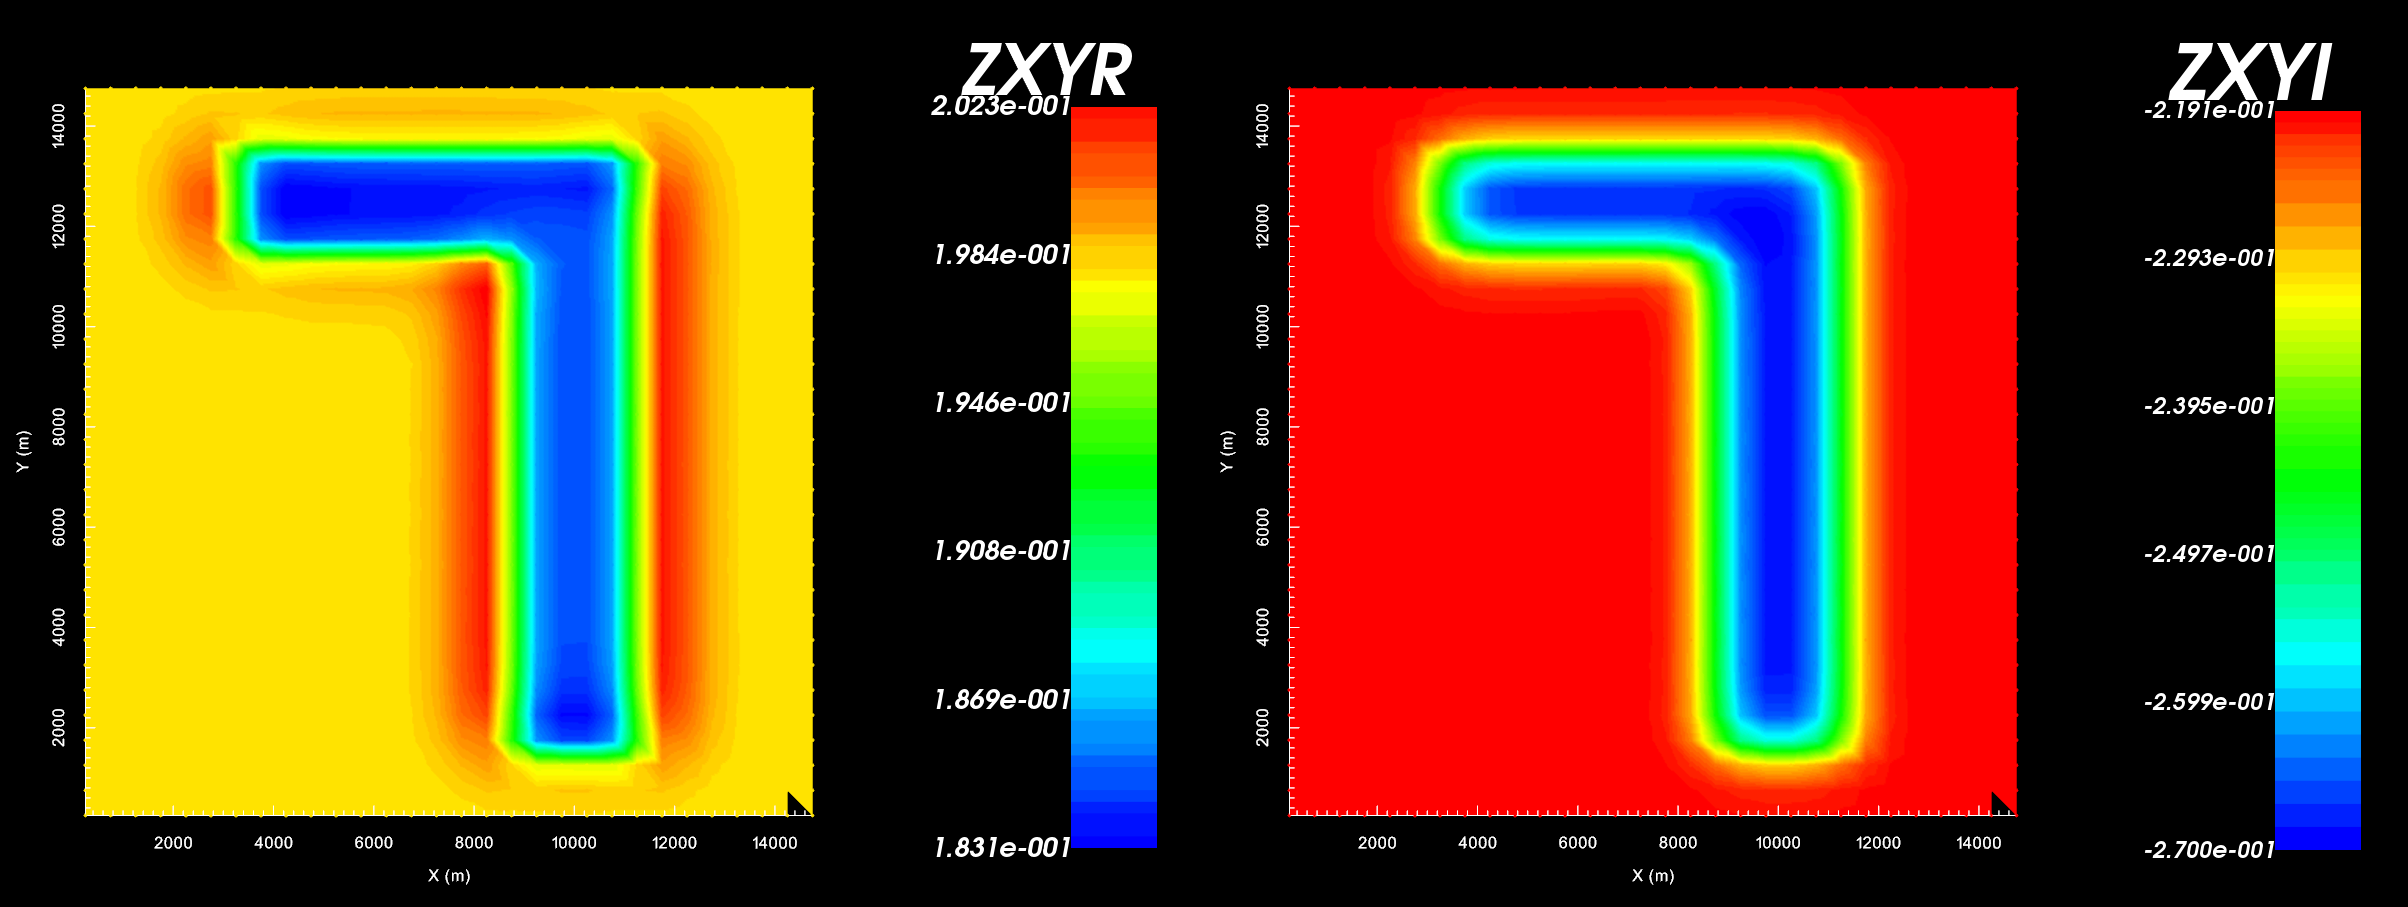 ZXYR
2.023e-001
1.984e-001
1.946e-001
1.908e-001
1.869e-001
1.831e-001
14000
12000
10000
8000
6000
4000
2000
Y (m)
2000 4000 6000 8000 10000 12000 14000
X (m)
ZXYI
-2.191e-001
-2.293e-001
-2.395e-001
-2.497e-001
-2.599e-001
-2.700e-001
14000
12000
10000
8000
6000
4000
2000
Y (m)
2000 4000 6000 8000 10000 12000 14000
X (m)